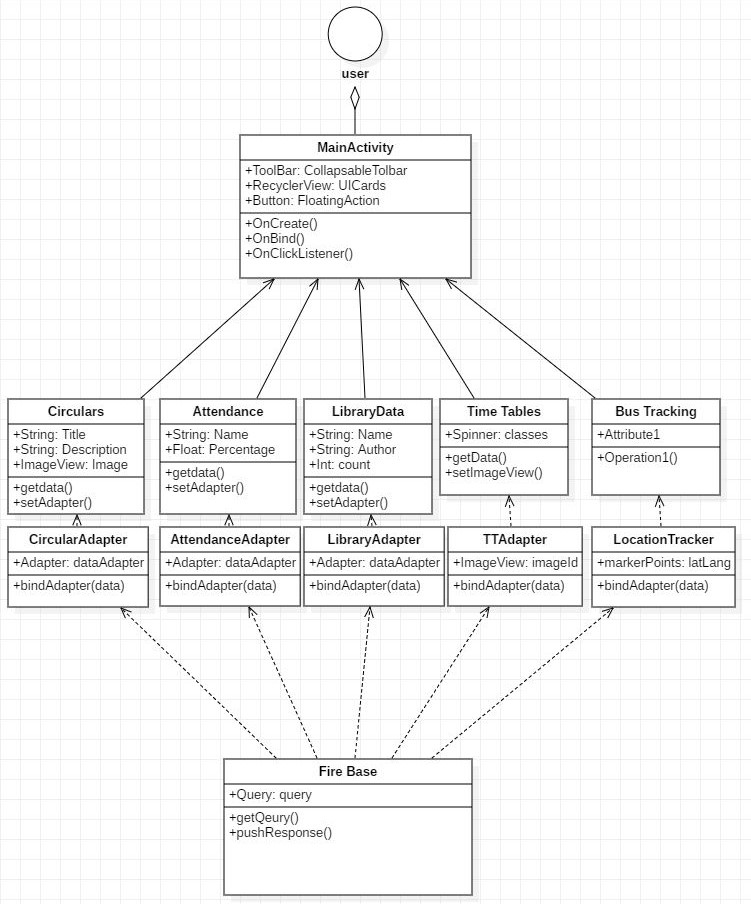 user
MainActivity
+ToolBar: CollapsableTolbar
+RecyclerView: UICards
+Button: FloatingAction
+OnCreate()
+OnBind()
+OnClickListener()
Circulars
+String: Title
+String: Description
+ImageView: Image
+getdata()
+setAdapter()
Attendance
+String: Name
+Float: Percentage
+getdata()
+setAdapter()
LibraryData
+String: Name
+String: Author
+Int: count
+getdata()
+setAdapter()
Time Tables
+Spinner: classes
+getData()
+setImageView()
Bus Tracking
+Attribute1
+Operation1()
CircularAdapter
+Adapter: dataAdapter
+bindAdapter(data)
AttendanceAdapter
+Adapter: dataAdapter
+bindAdapter(data)
LibraryAdapter
+Adapter: dataAdapter
+bindAdapter(data)
TTAdapter
+ImageView: imageId
+bindAdapter(data)
LocationTracker
+markerPoints: latLang
+bindAdapter(data)
Fire Base
+Query: query
+getQeury()
+pushResponse()